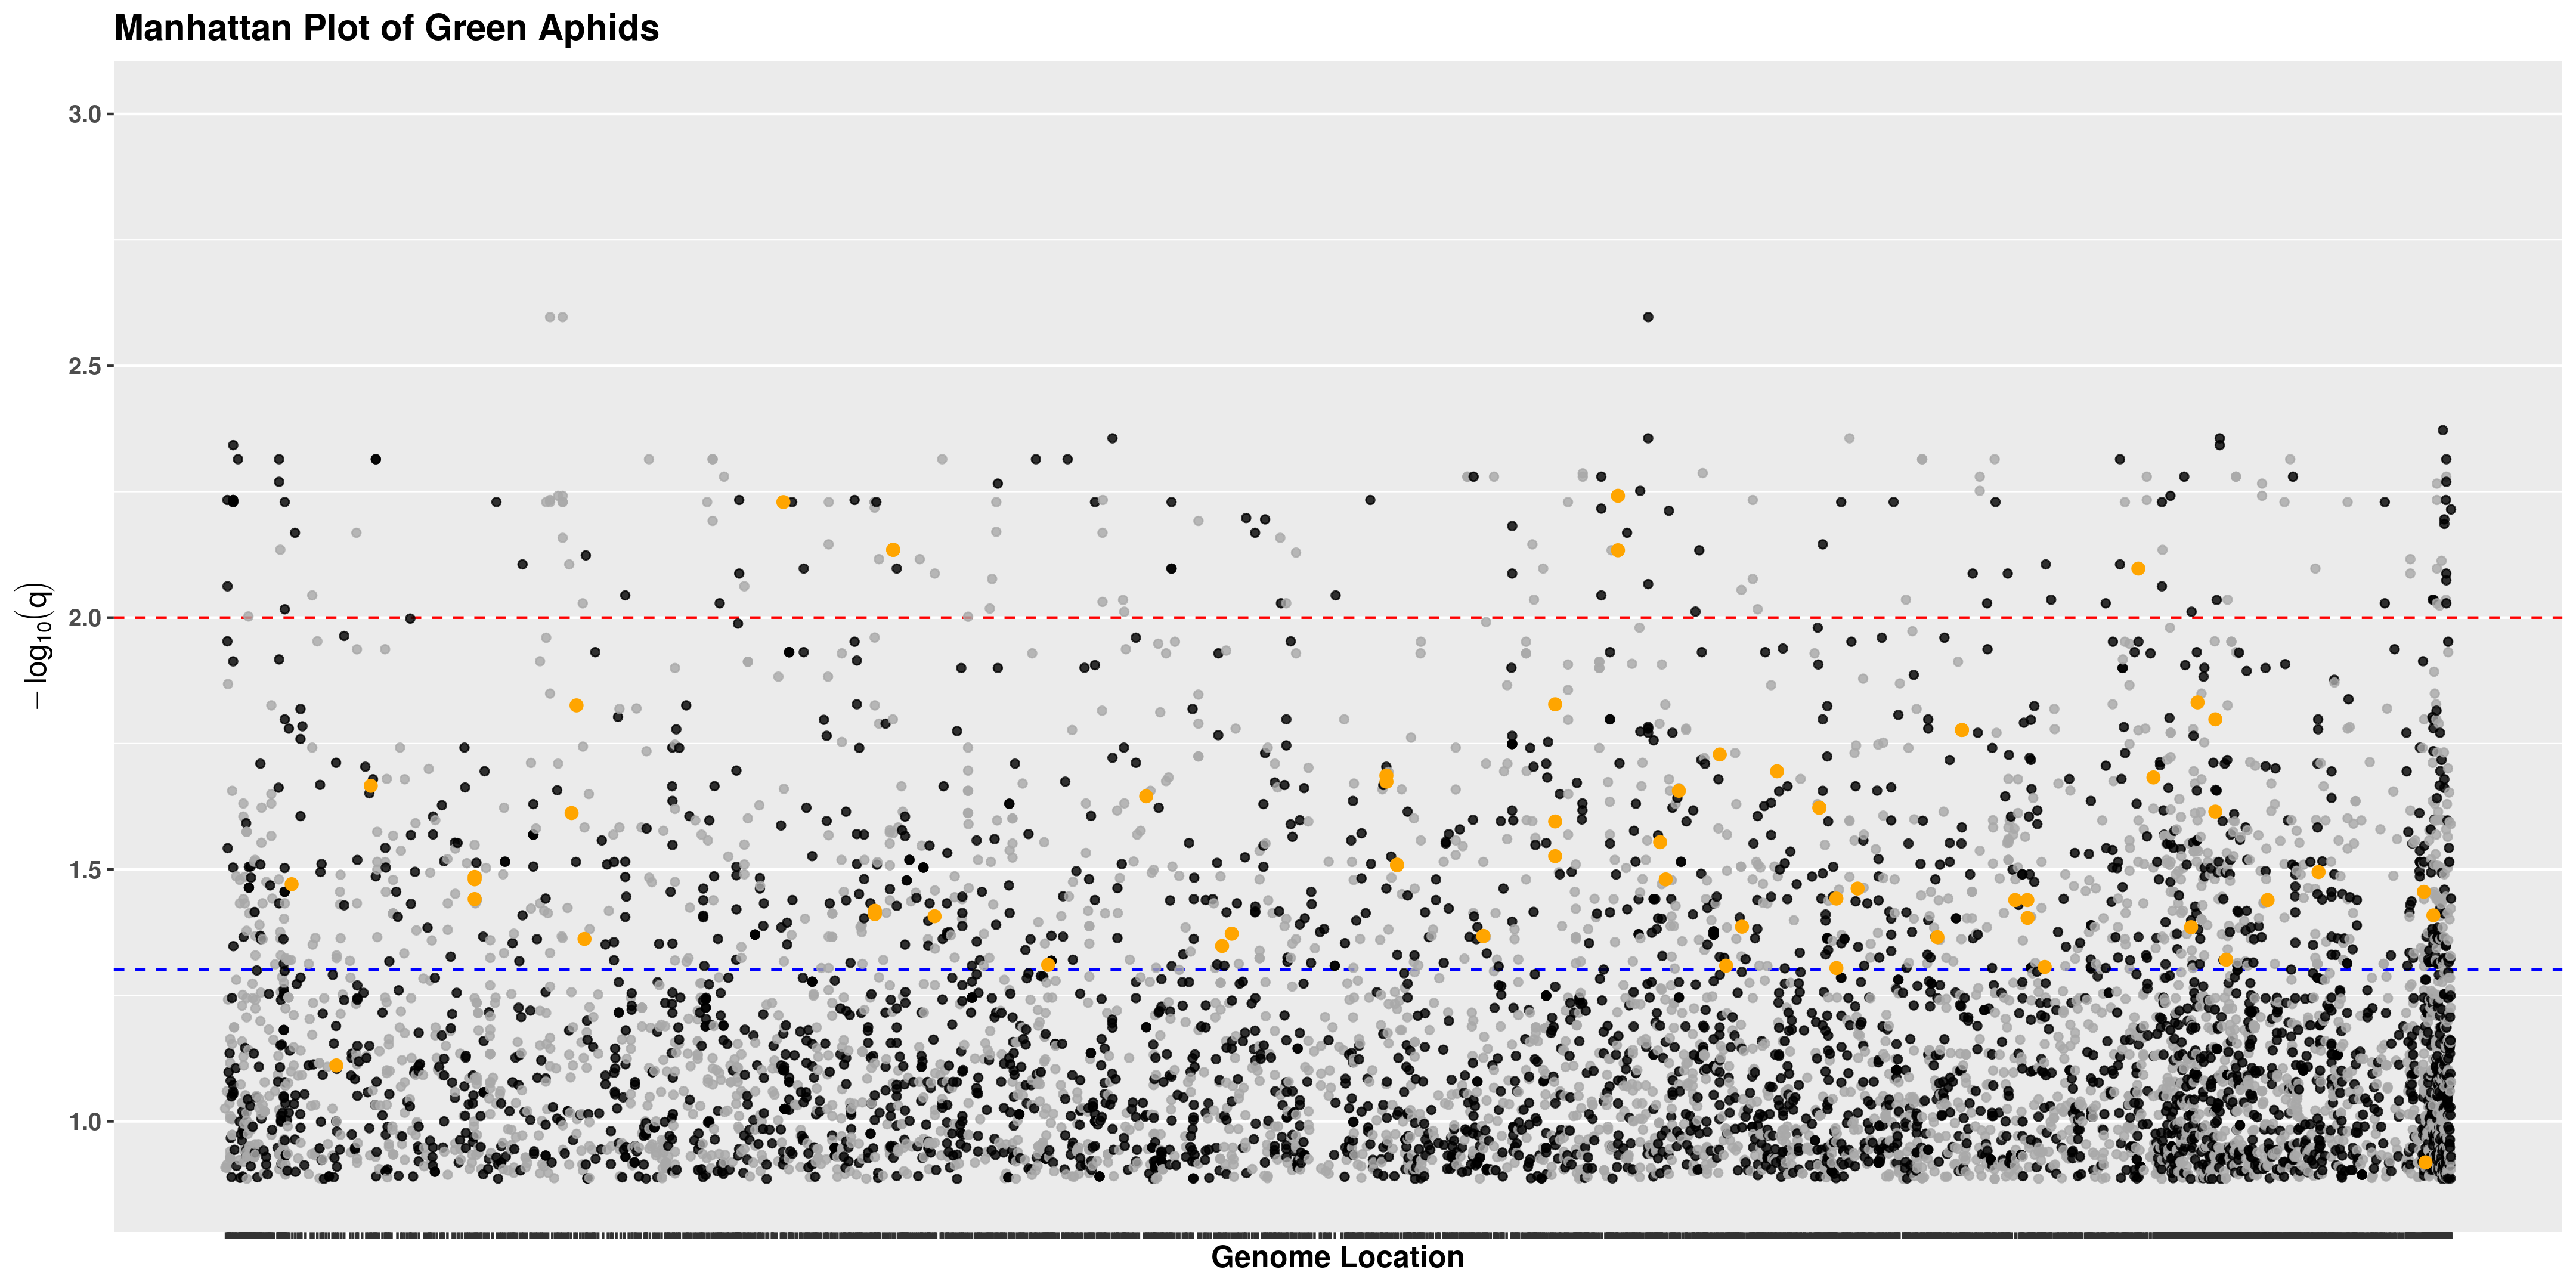 Manhattan Plot of Green Aphids
3.0
2.5
2.0
1.5
1.0
− log₁₀(q)
Genome Location